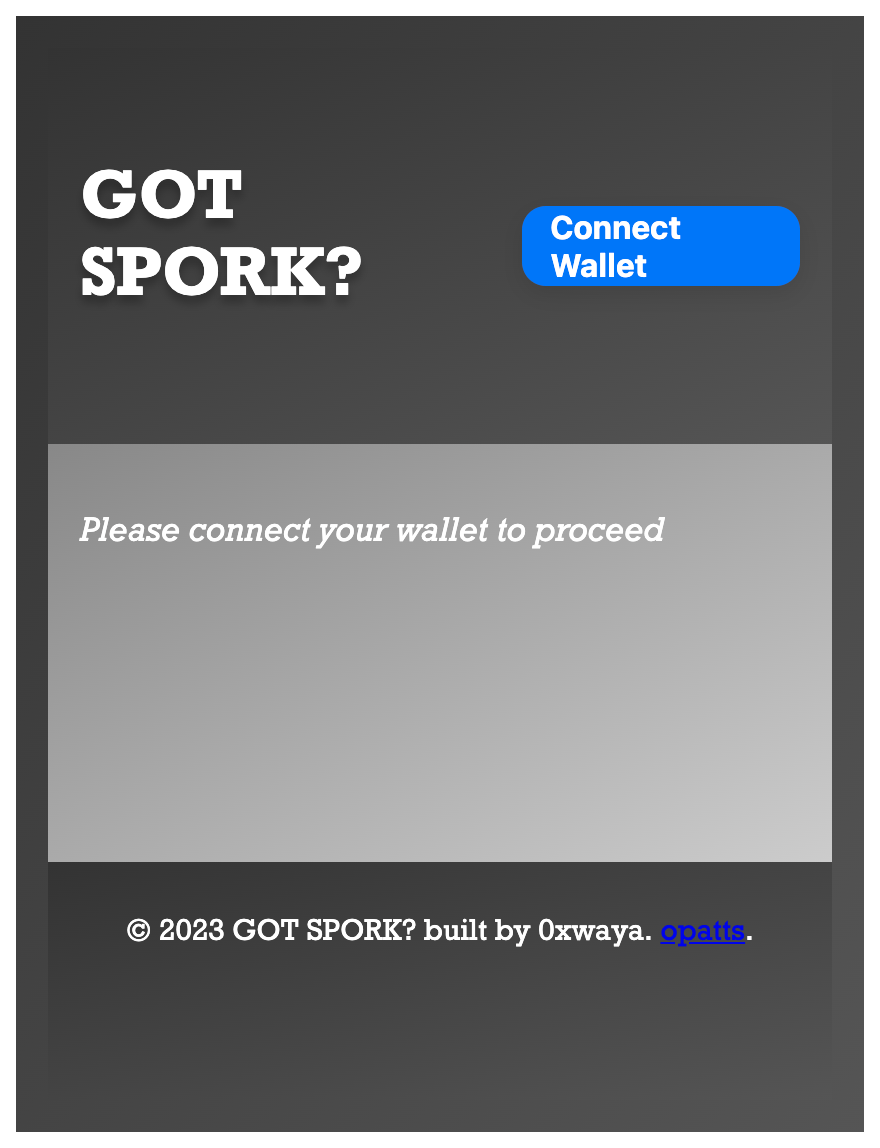 GOT
SPORK?
Connect
Wallet
Please connect your wallet to proceed
© 2023 GOT SPORK? built by 0xwaya. opatts.